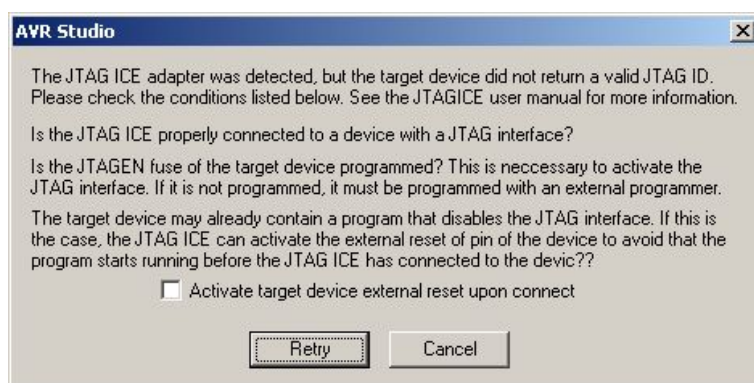 AVR Studio
The JTAG ICE adapter was detected, but the target device did not return a valid JTAG ID.
Please check the conditions listed below. See the JTAGICE user manual for more information.
Is the JTAG ICE properly connected to a device with a JTAG interface?
Is the JTAGEN fuse of the target device programmed? This is neccessary to activate the
JTAG interface. If it is not programmed, it must be programmed with an external programmer.
The target device may already contain a program that disables the JTAG interface. If this is
the case, the JTAG ICE can activate the external reset of pin of the device to avoid that the
program starts running before the JTAG ICE has connected to the devic??
Activate target device external reset upon connect
Retry Cancel